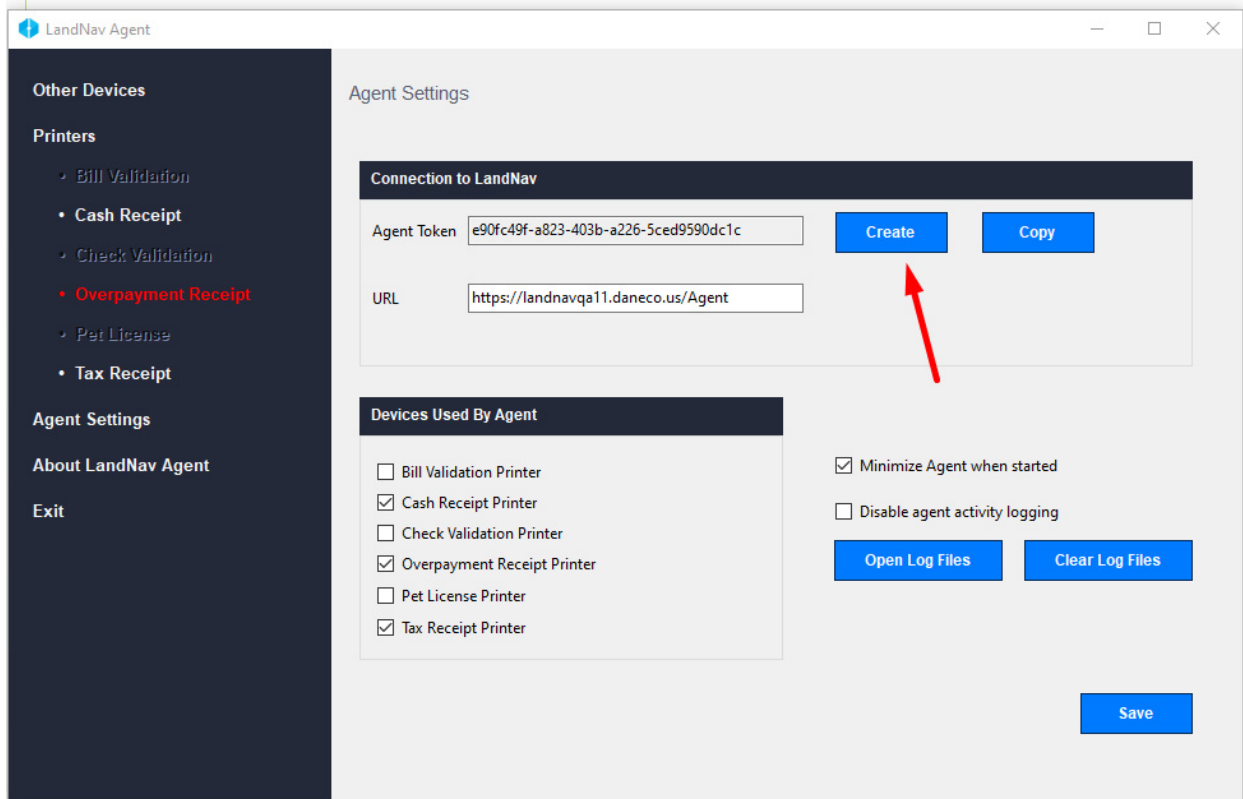 LandNav Agent
Other Devices
Printers
• Bill Validation
• Cash Receipt
• Check Validation
• Overpayment Receipt
• Pet License
• Tax Receipt
Agent Settings
About LandNav Agent
Exit
Agent Settings
Connection to LandNav
Agent Token e90fc49f-a823-403b-a226-5ced9590dc1c Create Copy
URL https://landnavqa11.daneco.us/Agent
Devices Used By Agent
Bill Validation Printer
Cash Receipt Printer
Check Validation Printer
Overpayment Receipt Printer
Pet License Printer
Tax Receipt Printer
Minimize Agent when started
Disable agent activity logging
Open Log Files Clear Log Files
Save